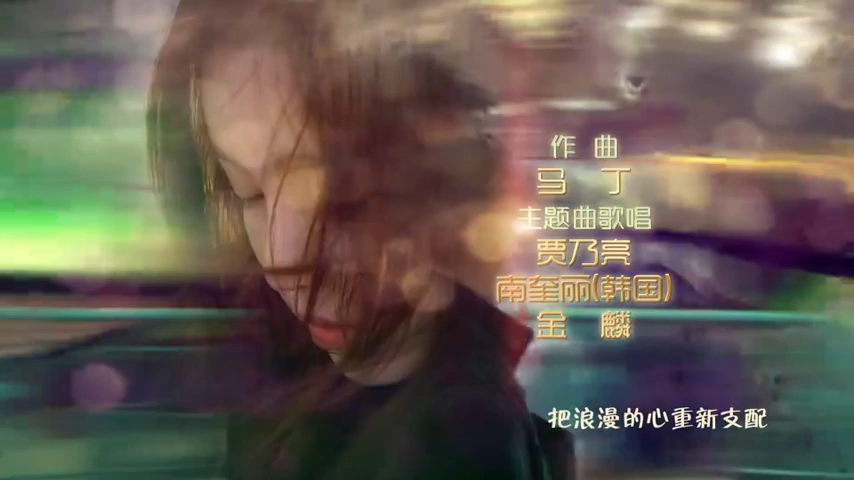 作 曲
马 丁
主题曲歌唱
贾乃亮
南奎丽(韩国)
金 麟
把浪漫的心重新支配